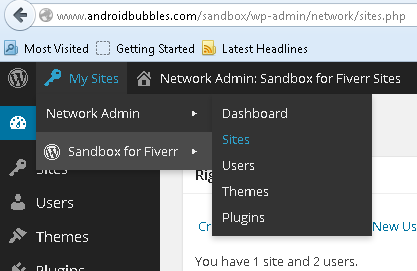 www.androidbubbles.com/sandbox/wp-admin/network/sites.php
Most Visited Getting Started Latest Headlines
My Sites Network Admin: Sandbox for Fiverr Sites
Network Admin
Dashboard
Sandbox for Fiverr
Sites
Users
Themes
Plugins
Sites
Users
Themes
Plugins
Cr New Us
You have 1 site and 2 users.